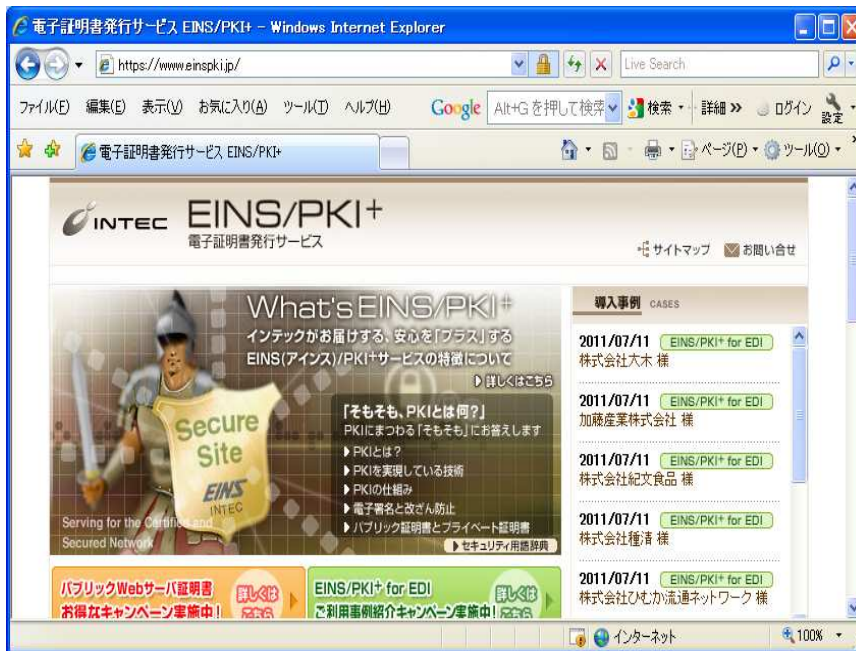 電子証明書発行サービス EINS/PKI+ - Windows Internet Explorer
https://www.einspki.jp/
Live Search
ファイル(F) 編集(E) 表示(V) お気に入り(A) ツール(T) ヘルプ(H)
Google Alt+G を押して検索 検索 詳細 ログイン 設定
電子証明書発行サービス EINS/PKI+
ページ(P) ツール(O)
INTEC EINS/PKI+
電子証明書発行サービス
サイトマップ お問い合せ
What's EINS/PKI+
インテックがお届けする、安心を「プラス」する
EINS(アインス)/PKI+サービスの特徴について
詳しくはこちら
「そもそも、PKIとは何?」
PKIにまつわる「そもそも」にお答えします
PKIとは?
PKIを実現している技術
PKIの仕組み
電子署名と改ざん防止
パブリック証明書とプライベート証明書
セキュリティ用語辞典
Secure
Site
EINS
INTEC
Serving for the Certified and
Secured Network
導入事例 CASES
2011/07/11 EINS/PKI+ for EDI
株式会社六木 様
2011/07/11 EINS/PKI+ for EDI
加藤産業株式会社 様
2011/07/11 EINS/PKI+ for EDI
株式会社紀文食品 様
2011/07/11 EINS/PKI+ for EDI
株式会社種清 様
2011/07/11 EINS/PKI+ for EDI
株式会社ひむか流通ネットワーク 様
パブリックWebサーバ証明書
お得なキャンペーン実施中!
詳しくは
こちら
EINS/PKI+ for EDI
ご利用事例紹介キャンペーン実施中!
詳しくは
こちら
インターネット 100%